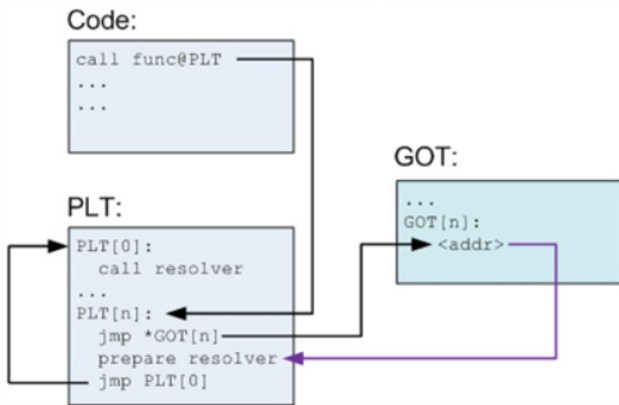 Code:
call func@PLT
...
...
PLT:
PLT[0]:
call resolver
...
PLT[n]:
jmp *GOT[n]
prepare resolver
jmp PLT[0]
GOT:
...
GOT[n]:
<addr>